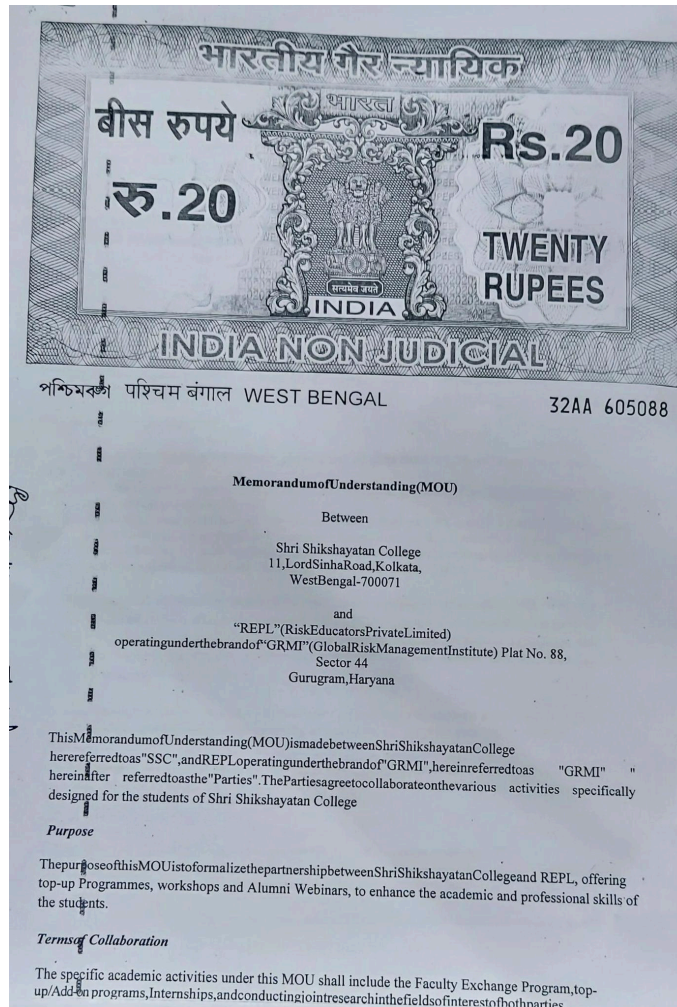 भारतीय गैर न्यायिक
भारत
बीस रुपये
Rs.20
रु.20
TWENTY
RUPEES
सत्यमेव जयते
INDIA
INDIA NON JUDICIAL
পশ্চিমবঙ্গ पश्चिम बंगाल WEST BENGAL
32AA 605088
MemorandumofUnderstanding(MOU)
Between
Shri Shikshayatan College
11,LordSinhaRoad,Kolkata,
WestBengal-700071
and
“REPL”(RiskEducatorsPrivateLimited)
operatingunderthebrandof“GRMI”(GlobalRiskManagementInstitute) Plat No. 88,
Sector 44
Gurugram,Haryana
ThisMemorandumofUnderstanding(MOU)ismadebetweenShriShikshayatanCollege
herereferredtoas"SSC",andREPLoperatingunderthebrandof"GRMI",hereinreferredtoas "GRMI" "
hereinafter referredtoasthe"Parties".ThePartiesagreetocollaborateonthevarious activities specifically
designed for the students of Shri Shikshayatan College
Purpose
ThepurposeofthisMOUistoformalizethepartnershipbetweenShriShikshayatanCollegeand REPL, offering
top-up Programmes, workshops and Alumni Webinars, to enhance the academic and professional skills of
the students.
Termsof Collaboration
The specific academic activities under this MOU shall include the Faculty Exchange Program,top-
up/Add-on programs,Internships,andconductingjointresearchinthefieldsofinterestofbothparties